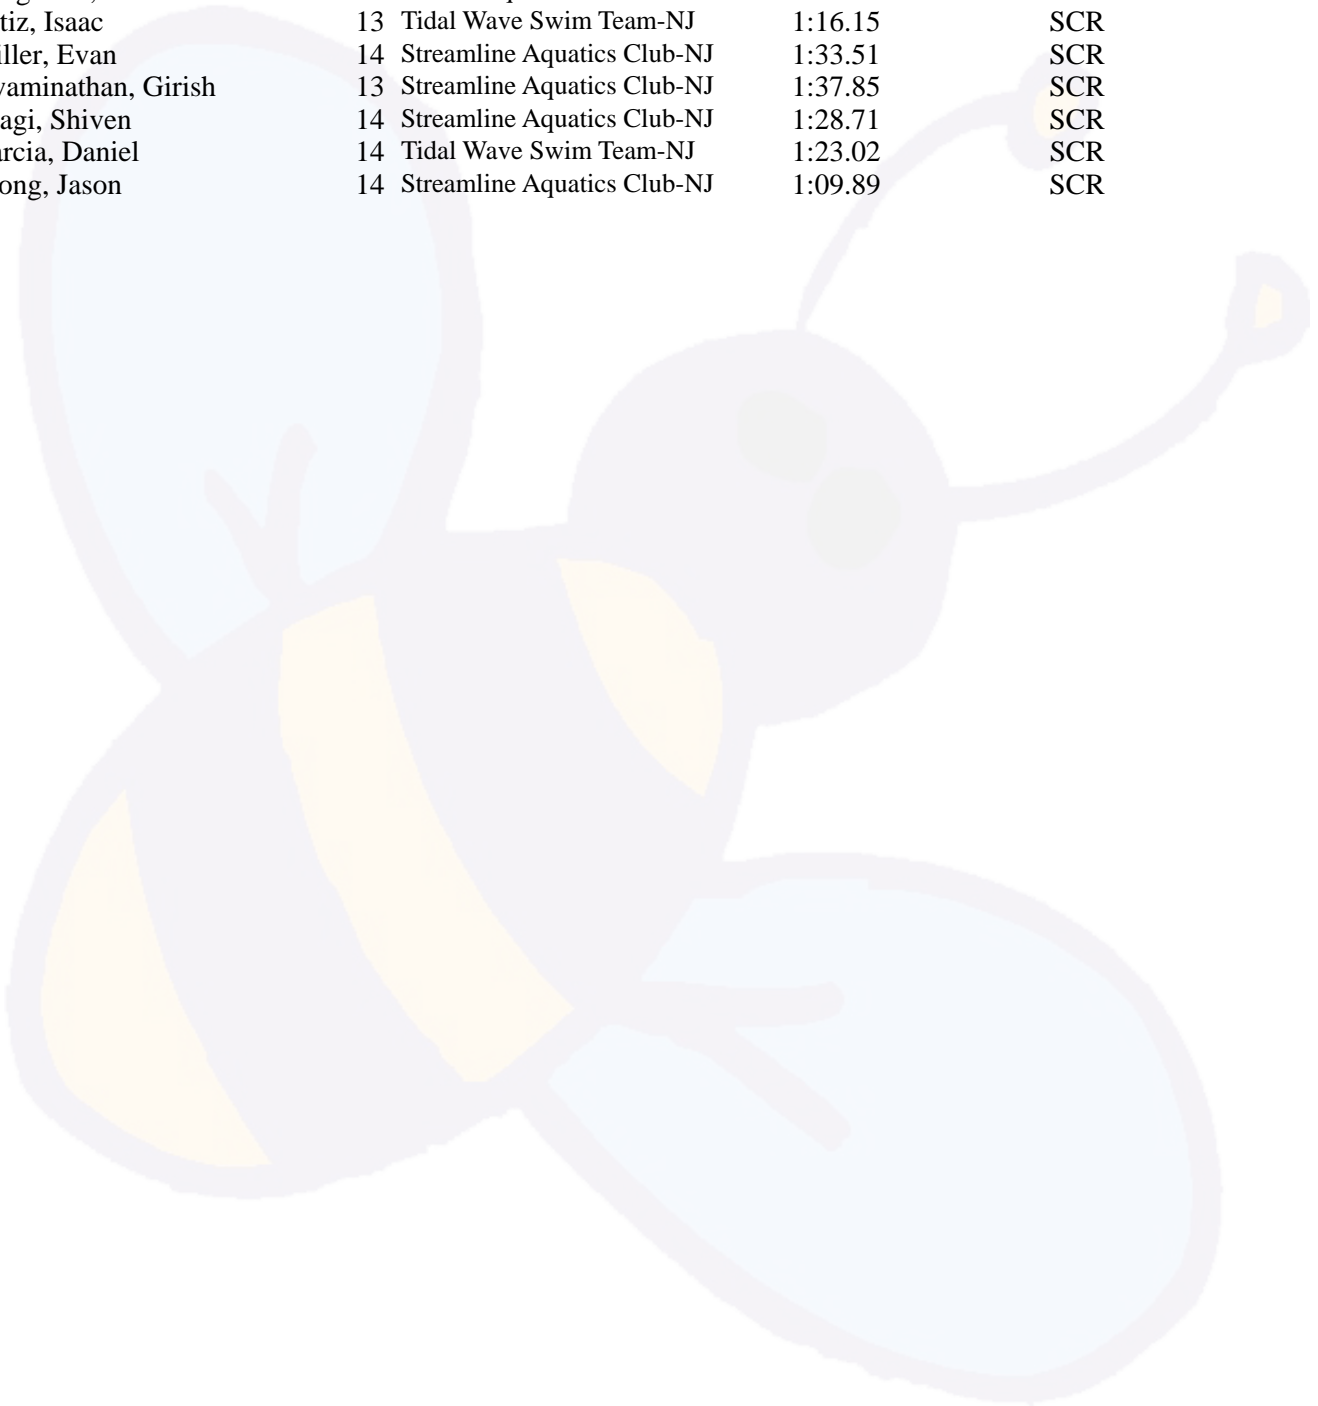 tiz, Isaac 13 Tidal Wave Swim Team-NJ 1:16.15 SCR
ller, Evan 14 Streamline Aquatics Club-NJ 1:33.51 SCR
aminathan, Girish 13 Streamline Aquatics Club-NJ 1:37.85 SCR
agi, Shiven 14 Streamline Aquatics Club-NJ 1:28.71 SCR
arcia, Daniel 14 Tidal Wave Swim Team-NJ 1:23.02 SCR
ong, Jason 14 Streamline Aquatics Club-NJ 1:09.89 SCR